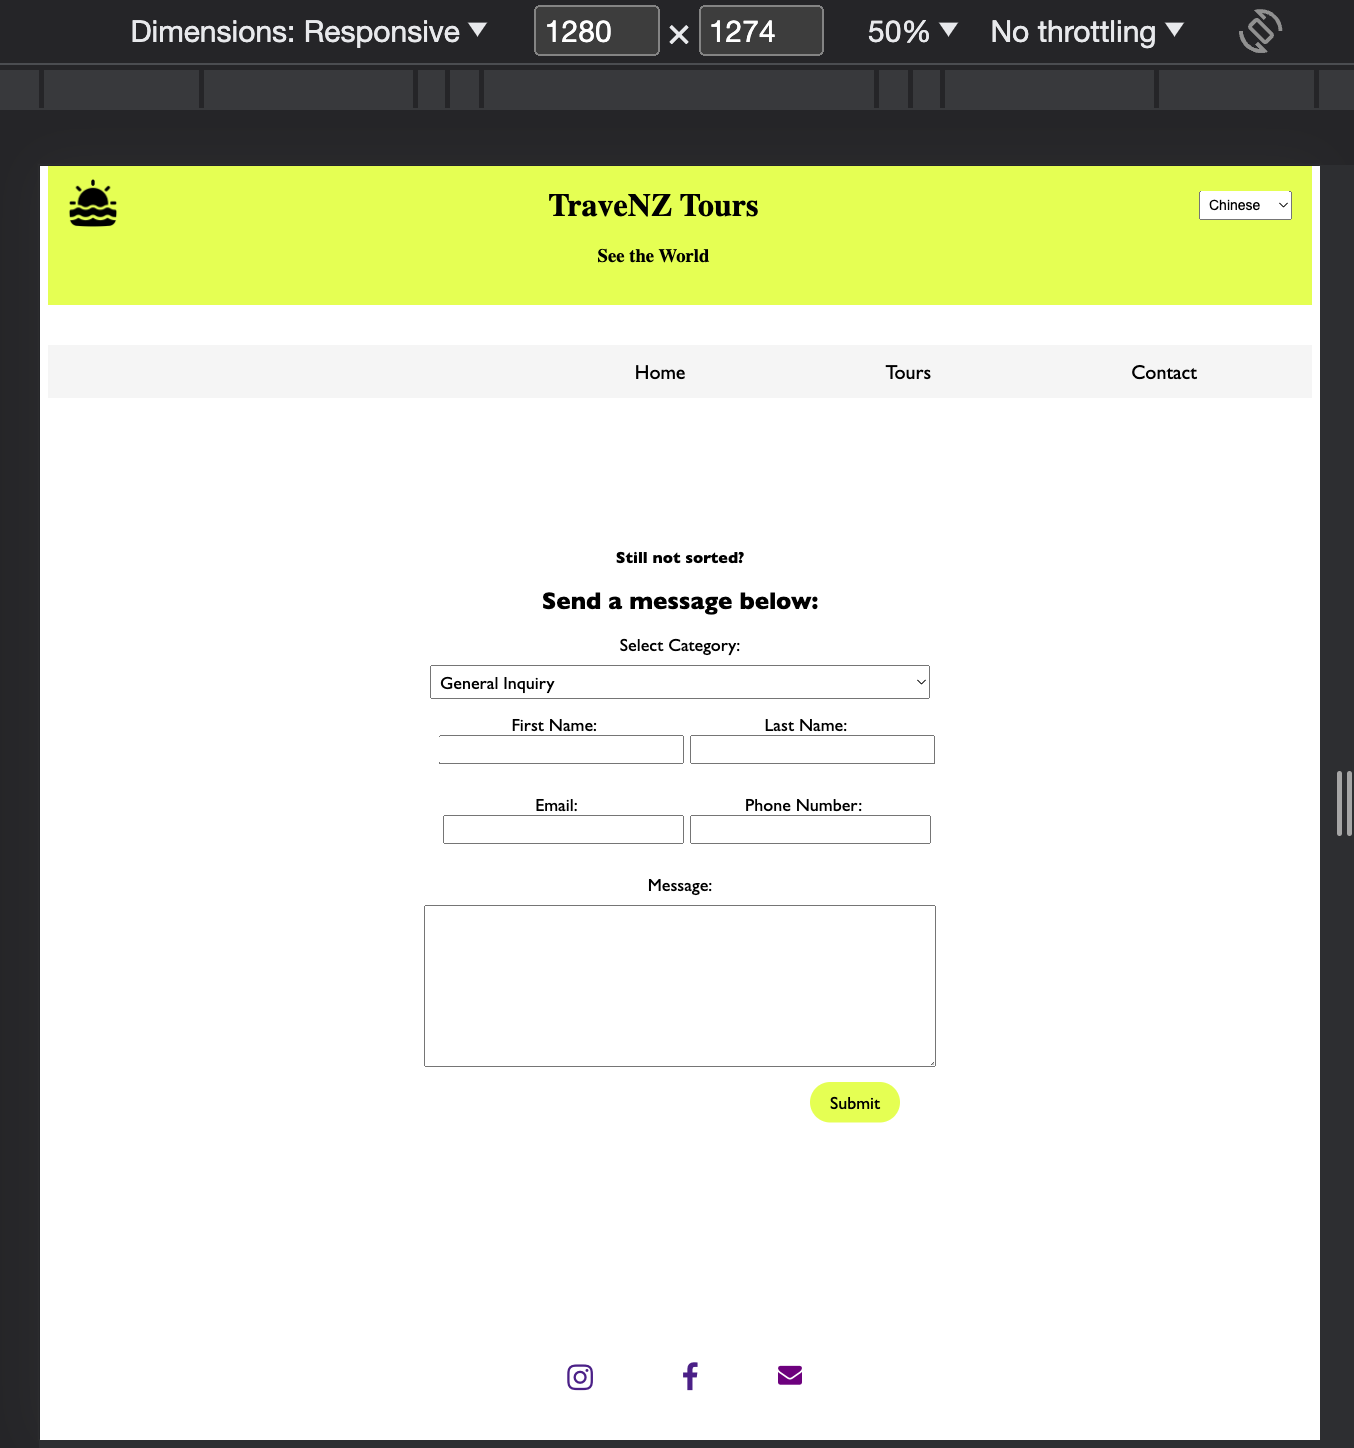 Dimensions: Responsive ▼ 1280 × 1274 50% ▼ No throttling ▼
TraveNZ Tours
Chinese
See the World
Home Tours Contact
Still not sorted?
Send a message below:
Select Category:
General Inquiry
First Name: Last Name:
Email: Phone Number:
Message:
Submit